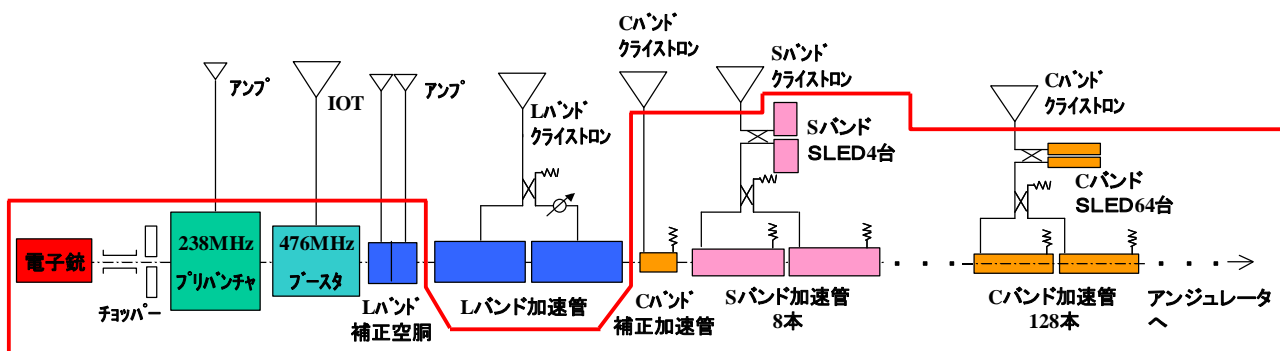 Cバンド
クライストロン
Sバンド
クライストロン
Cバンド
クライストロン
アンプ
IOT
アンプ
Lバンド
クライストロン
Sバンド
SLED4台
Cバンド
SLED64台
電子銃
チョッパー
238MHz
プリバンチャ
476MHz
ブースタ
Lバンド
補正空胴
Lバンド加速管
Cバンド
補正加速管
Sバンド加速管
8本
・・・
Cバンド加速管
128本
・・・
アンジュレータ
へ